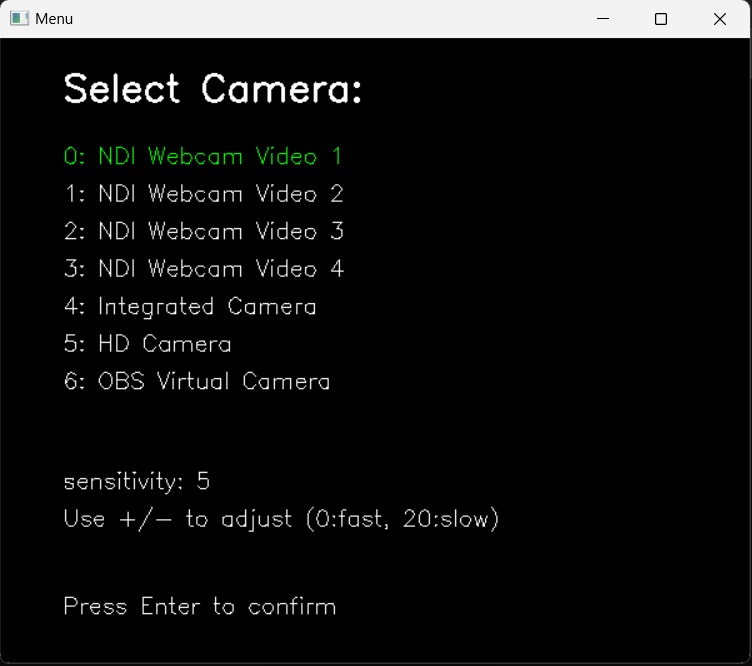 Menu
Select Camera:
0: NDI Webcam Video 1
1: NDI Webcam Video 2
2: NDI Webcam Video 3
3: NDI Webcam Video 4
4: Integrated Camera
5: HD Camera
6: OBS Virtual Camera
sensitivity: 5
Use +/- to adjust (0:fast, 20:slow)
Press Enter to confirm